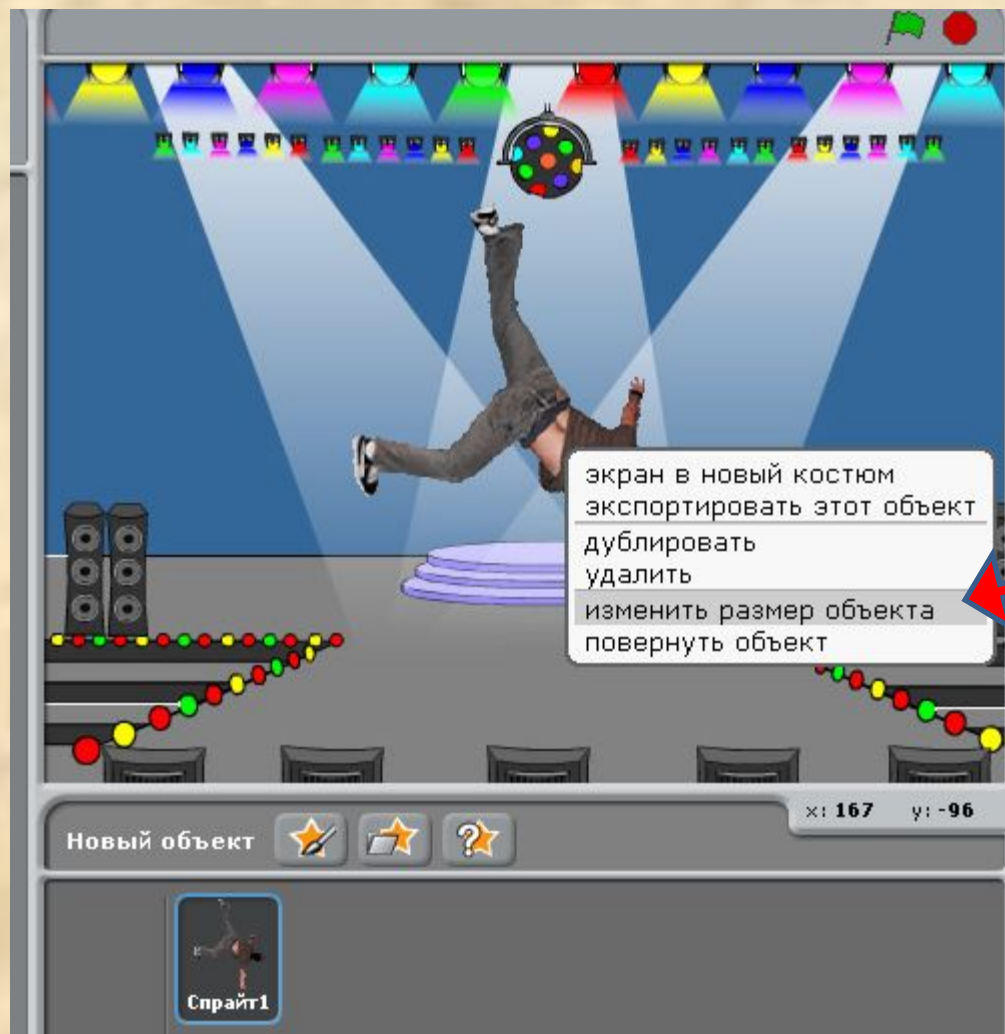 экран в новый костюм
экспортировать этот объект
дублировать
удалить
изменить размер объекта
повернуть объект
x: 167 y: -96
Новый объект
Спрайт1